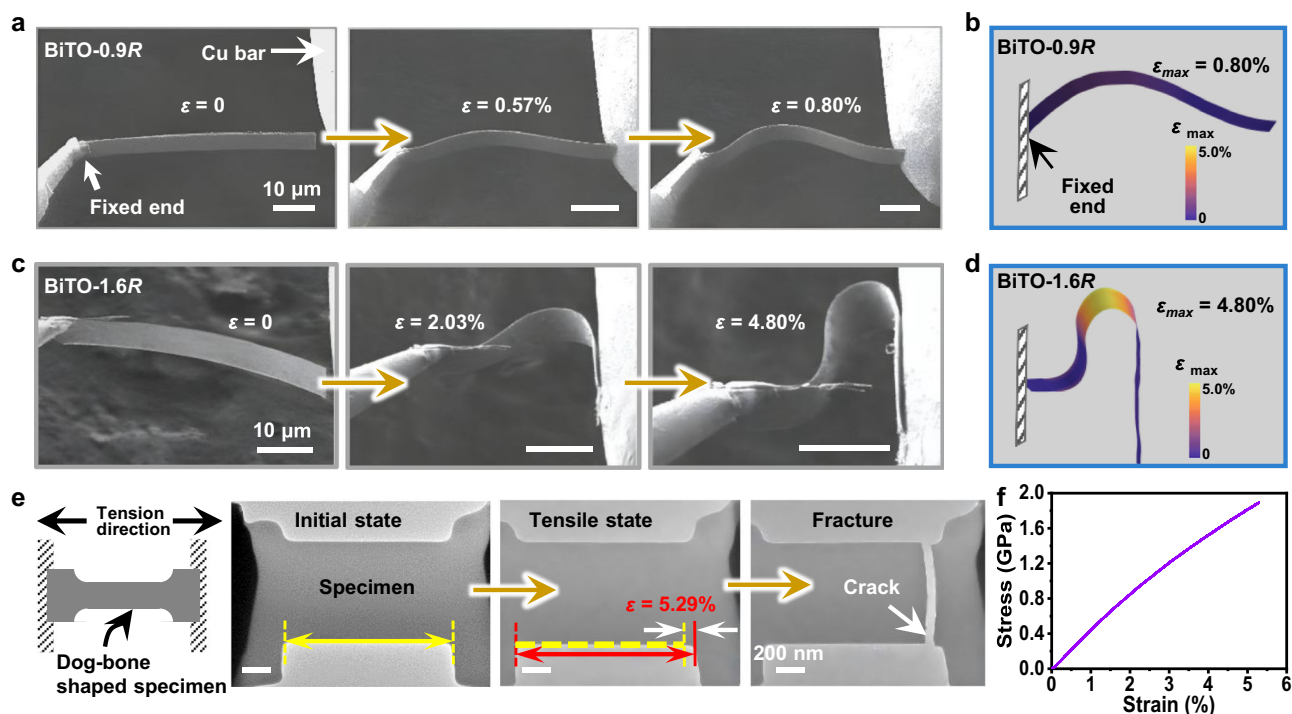 a
BiTO-0.9R
Cu bar
ε = 0
Fixed end
10 μm
ε = 0.57%
ε = 0.80%
b
BiTO-0.9R
ε max = 0.80%
ε max
5.0%
0
Fixed
end
c
BiTO-1.6R
ε = 0
10 μm
ε = 2.03%
ε = 4.80%
d
BiTO-1.6R
ε max = 4.80%
ε max
5.0%
0
e
Tension
direction
Dog-bone
shaped specimen
Initial state
Specimen
Tensile state
ε = 5.29%
Fracture
Crack
200 nm
f
Stress (GPa)
2.0
1.6
1.2
0.8
0.4
0.0
0 1 2 3 4 5 6
Strain (%)